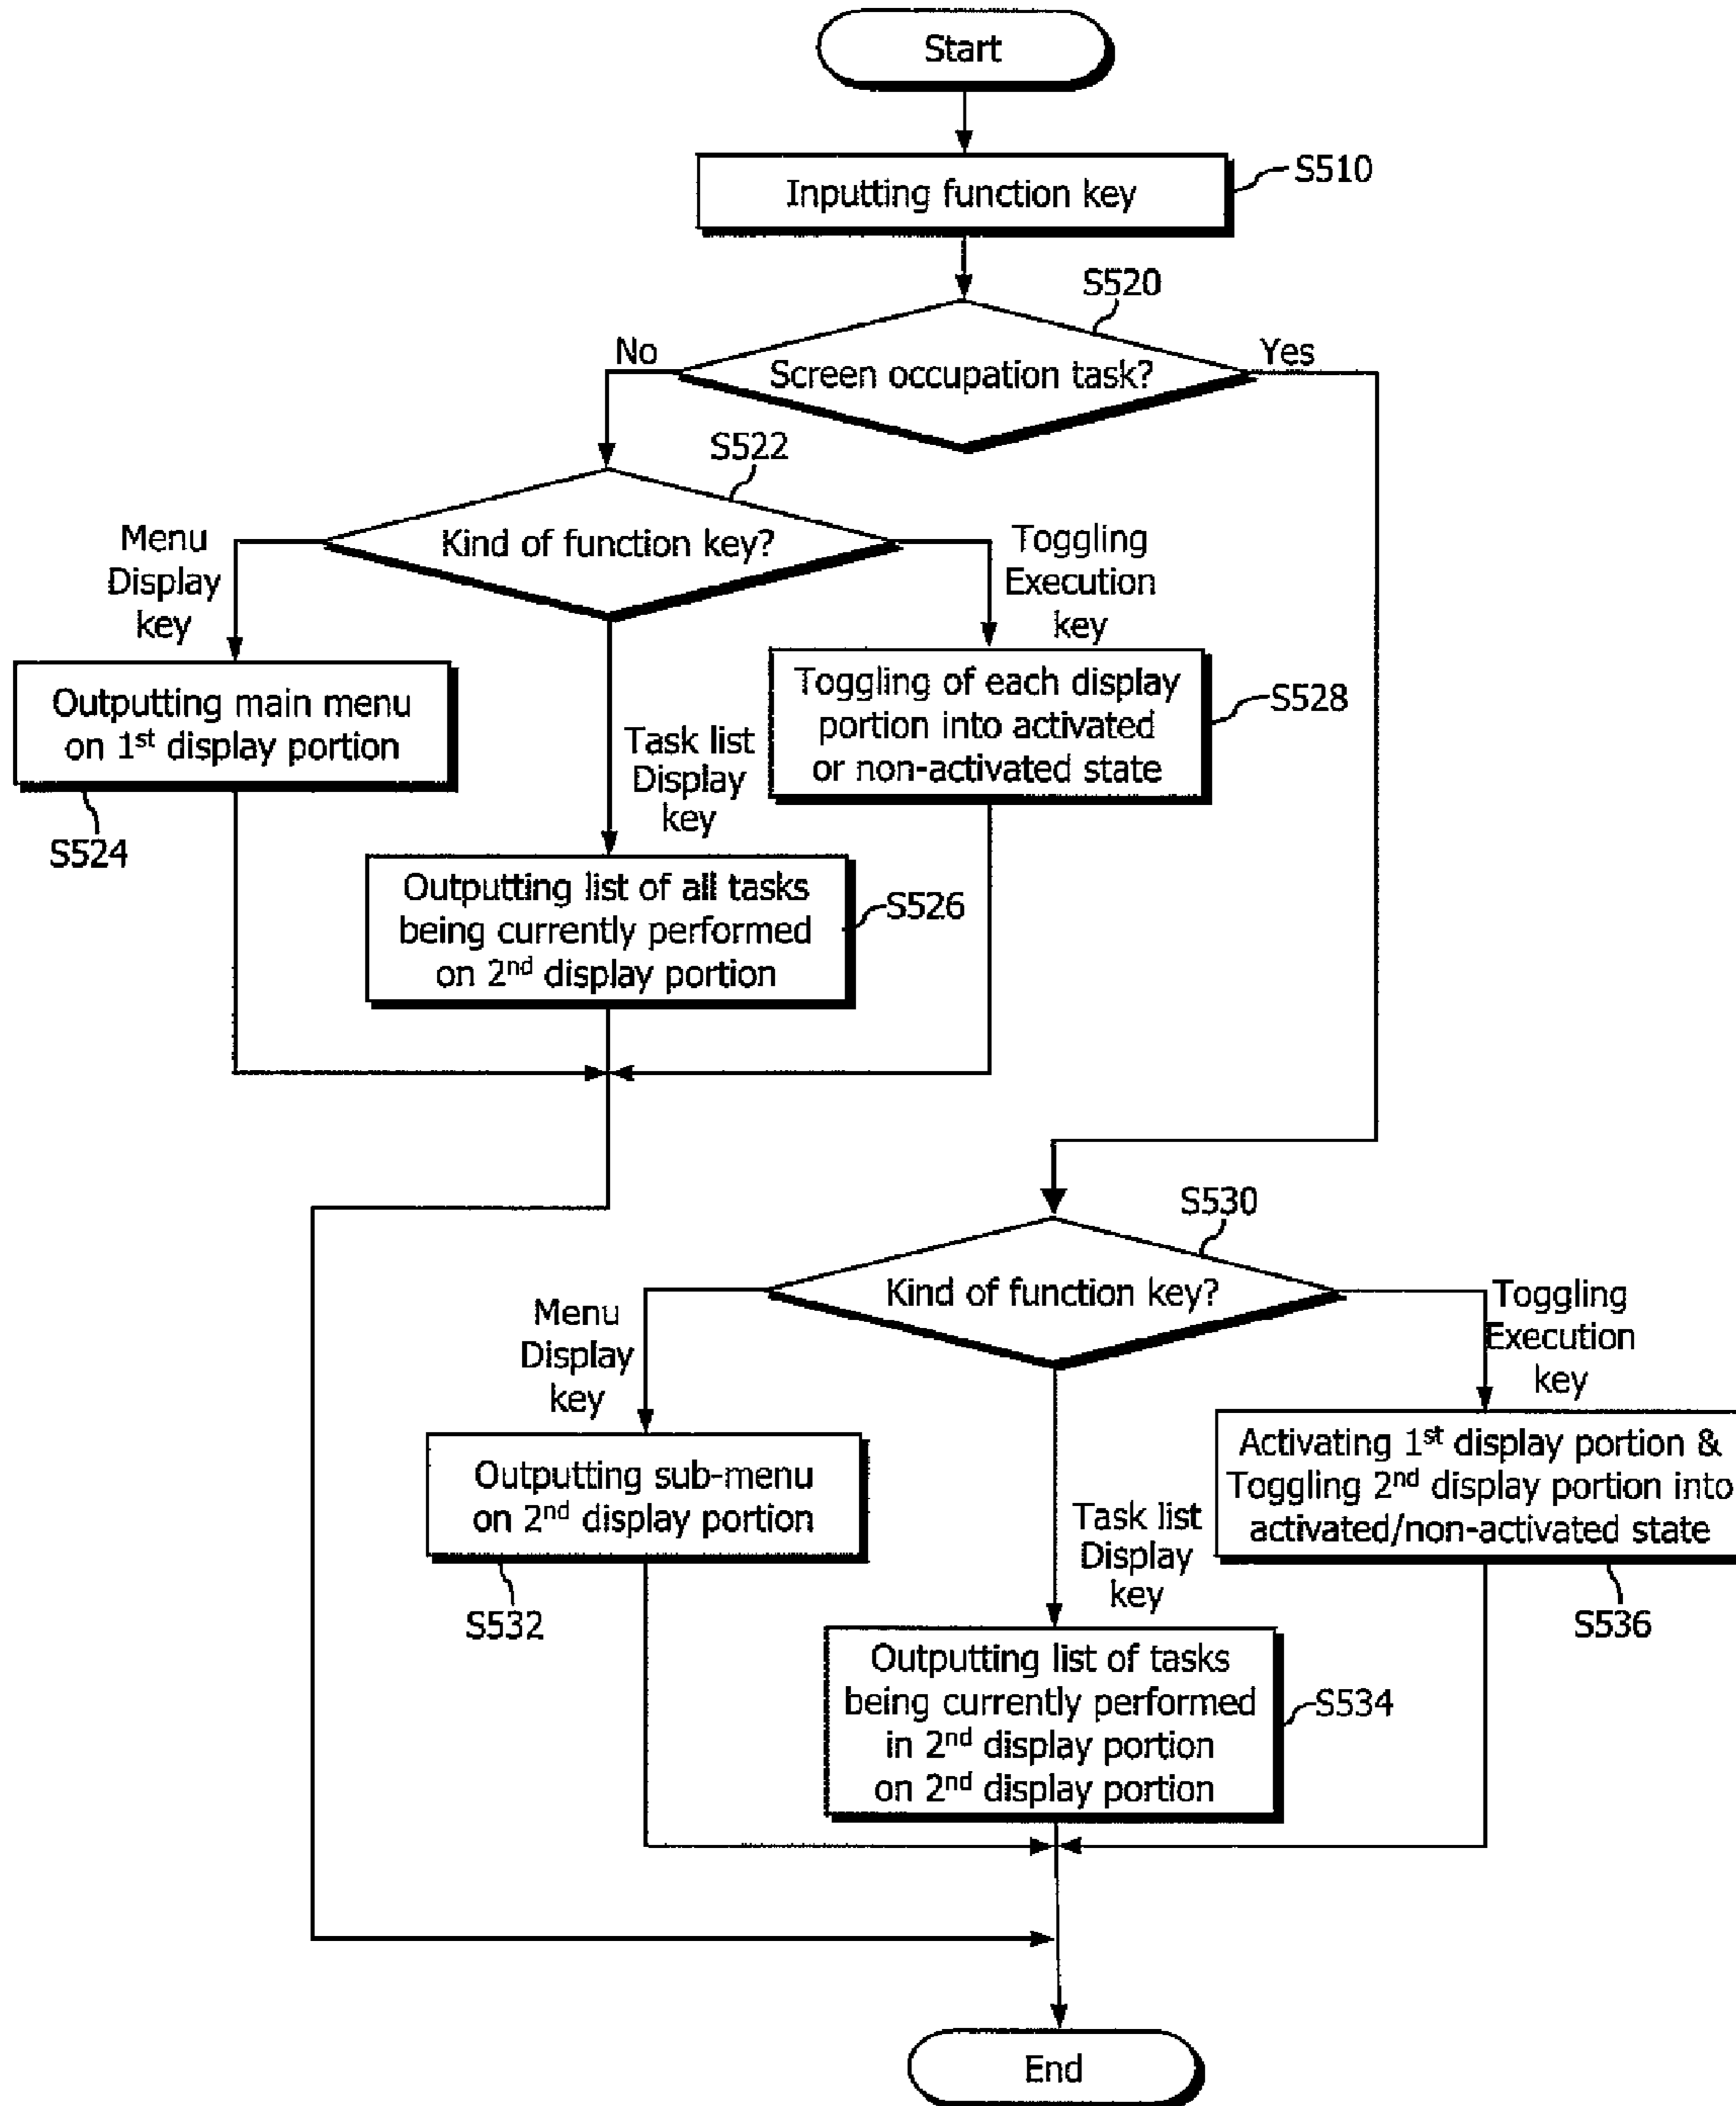 Start
Inputting function key
S510
S520
No
Screen occupation task?
Yes
S522
Menu
Display
key
Kind of function key?
Toggling
Execution
key
Outputting main menu
on 1st display portion
S524
Task list
Display
key
Toggling of each display
portion into activated
or non-activated state
S528
Outputting list of all tasks
being currently performed
on 2nd display portion
S526
S530
Menu
Display
key
Kind of function key?
Toggling
Execution
key
Outputting sub-menu
on 2nd display portion
S532
Task list
Display
key
Activating 1st display portion &
Toggling 2nd display portion into
activated/non-activated state
S536
Outputting list of tasks
being currently performed
in 2nd display portion
on 2nd display portion
S534
End